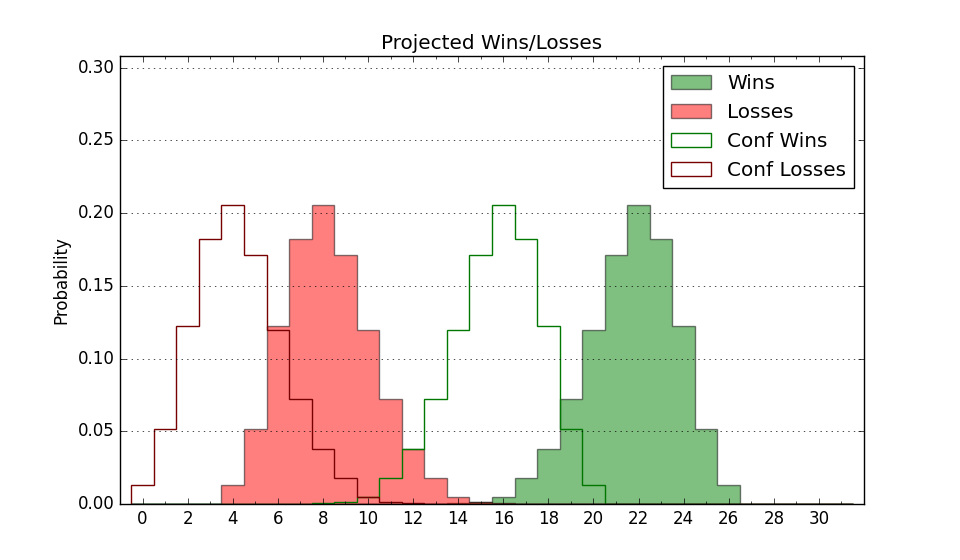 Projected Wins/Losses
0.30
0.25
0.20
0.15
0.10
0.05
0.00
Probability
Wins
Losses
Conf Wins
Conf Losses
0 2 4 6 8 10 12 14 16 18 20 22 24 26 28 30